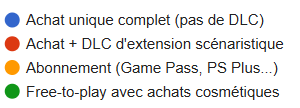 Achat unique complet (pas de DLC)
Achat + DLC d'extension scénaristique
Abonnement (Game Pass, PS Plus...)
Free-to-play avec achats cosmétiques